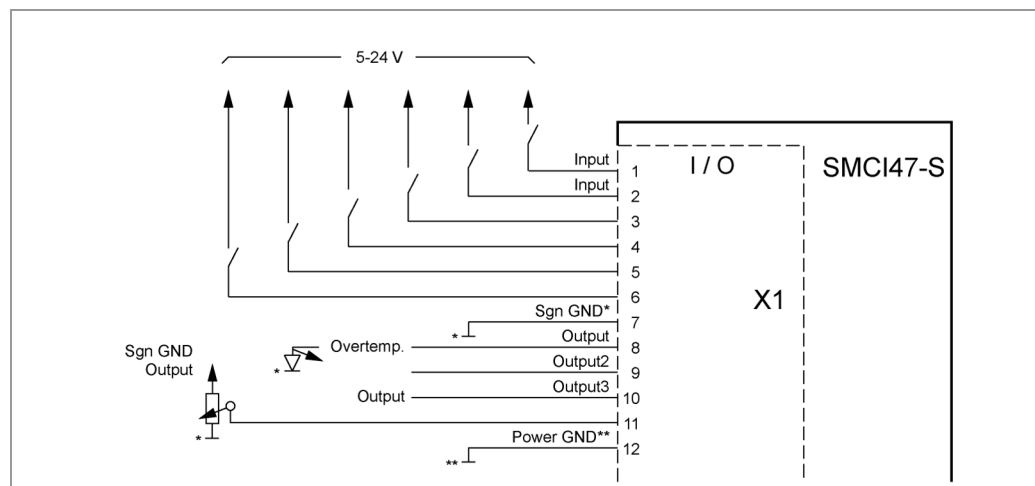 5-24 V
I / O
SMCI47-S
Input
1
Input
2
3
4
5
X1
6
Sgn GND*
7
*
Output
8
Overtemp.
*
Sgn GND
Output
Output2
9
Output3
10
Output
11
*
Power GND**
12
**